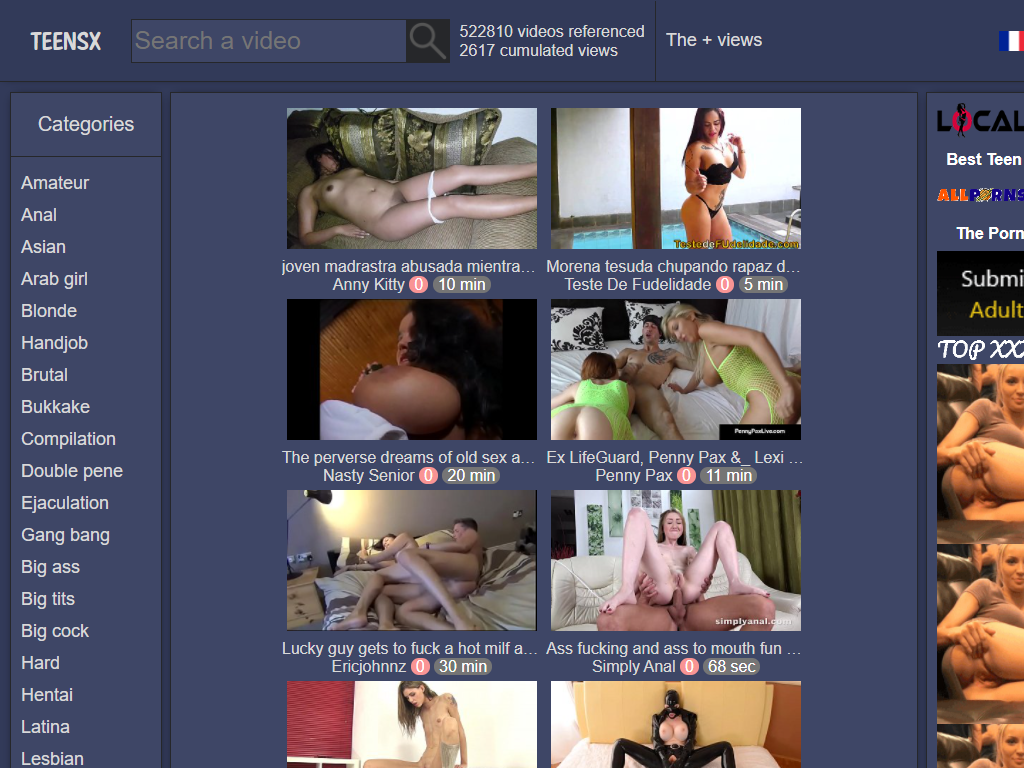 TEENSX
Search a video
522810 videos referenced
2617 cumulated views
The + views
Categories
Amateur
Anal
Asian
Arab girl
Blonde
Handjob
Brutal
Bukkake
Compilation
Double pene
Ejaculation
Gang bang
Big ass
Big tits
Big cock
Hard
Hentai
Latina
Lesbian
TestedeFUdelidade.com
joven madrastra abusada mientra…
Anny Kitty 0 10 min
Morena tesuda chupando rapaz d…
Teste De Fudelidade 0 5 min
PennyPaxLive.com
The perverse dreams of old sex a…
Nasty Senior 0 20 min
Ex LifeGuard, Penny Pax &_ Lexi …
Penny Pax 0 11 min
simplyanal.com
Lucky guy gets to fuck a hot milf a…
Ericjohnnz 0 30 min
Ass fucking and ass to mouth fun …
Simply Anal 0 68 sec
LOCAL
Best Teen
ALLPORNS
The Porn
Submi
Adult
TOP XX